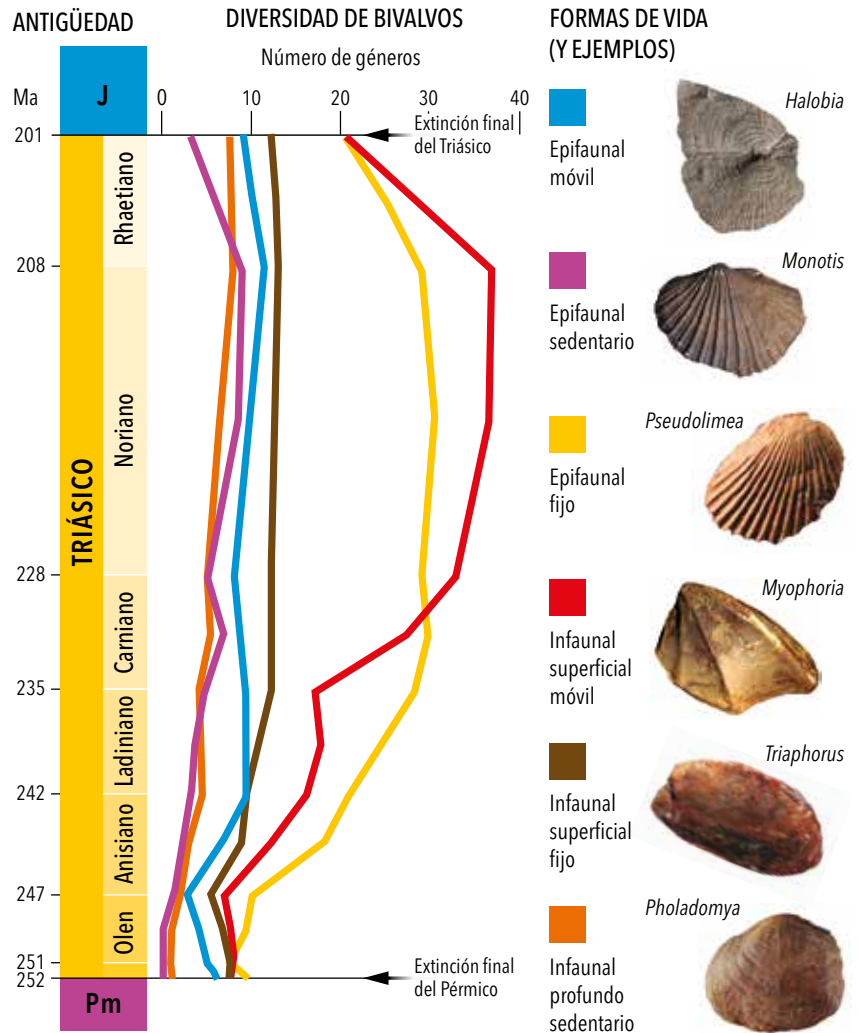 ANTIGÜEDAD
DIVERSIDAD DE BIVALVOS
FORMAS DE VIDA
(Y EJEMPLOS)
Número de géneros
Ma
J
0 10 20 30 40
201
Extinción final
del Triásico
Rhaetiano
208
Noriano
TRIÁSICO
228
Carniano
235
Ladiniano
242
Anisiano
247
Olen
251
252
Extinción final
del Pérmico
Pm
Halobia
Epifaunal
móvil
Monotis
Epifaunal
sedentario
Pseudolimea
Epifaunal
fijo
Myophoria
Infaunal
superficial
móvil
Triaphorus
Infaunal
superficial
fijo
Pholadomya
Infaunal
profundo
sedentario